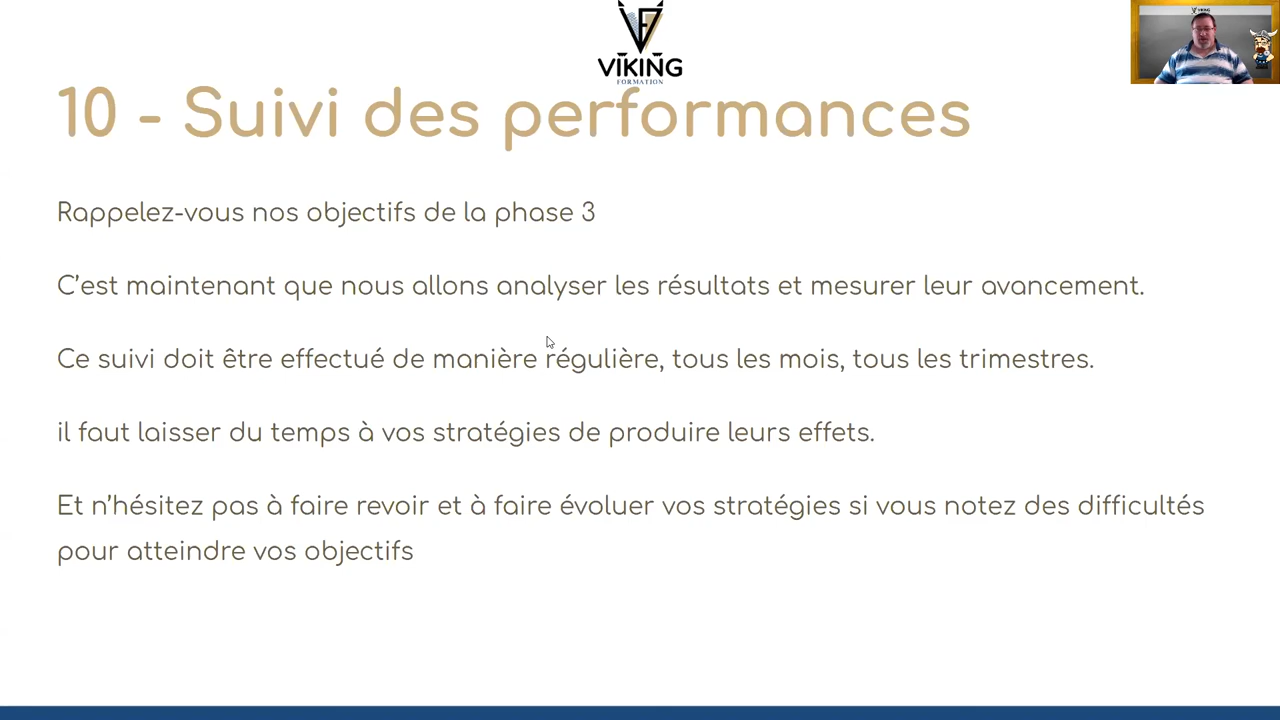 VIKING
FORMATION
VIKING
10 - Suivi des performances
Rappelez-vous nos objectifs de la phase 3
C'est maintenant que nous allons analyser les résultats et mesurer leur avancement.
Ce suivi doit être effectué de manière régulière, tous les mois, tous les trimestres.
il faut laisser du temps à vos stratégies de produire leurs effets.
Et n'hésitez pas à faire revoir et à faire évoluer vos stratégies si vous notez des difficultés
pour atteindre vos objectifs